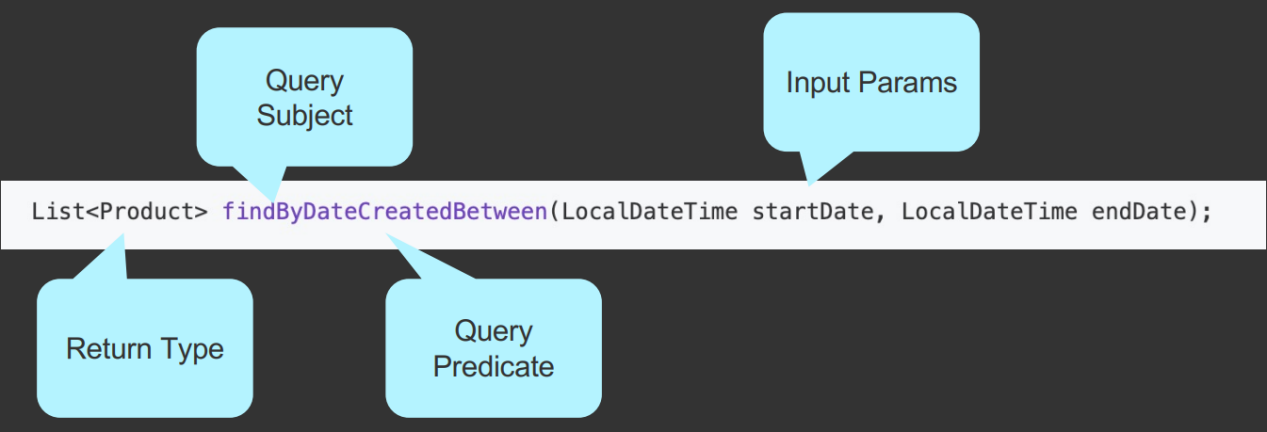 Query
Subject
Input Params
List<Product> findByDateCreatedBetween(LocalDateTime startDate, LocalDateTime endDate);
Return Type
Query
Predicate